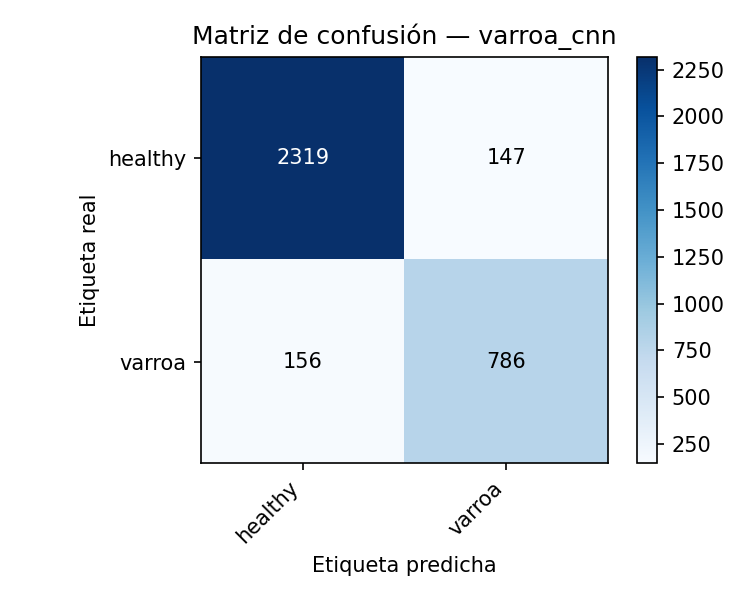 Matriz de confusión — varroa_cnn
Etiqueta real
healthy
2319
147
varroa
156
786
healthy
varroa
Etiqueta predicha
2250
2000
1750
1500
1250
1000
750
500
250